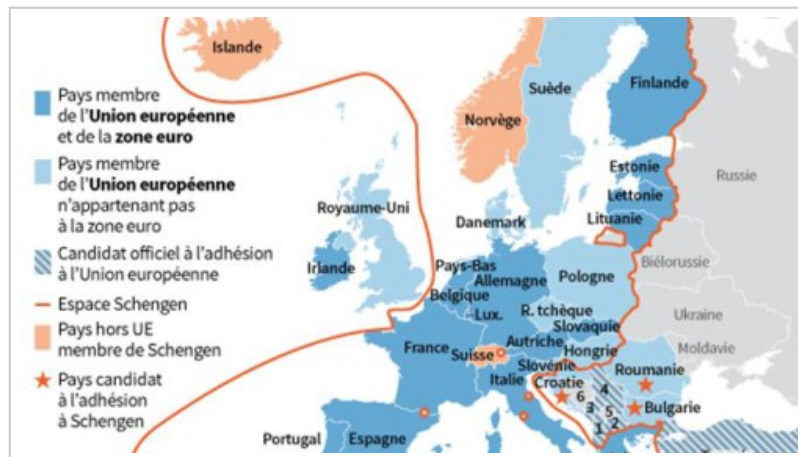 Islande
Pays membre
de l'Union européenne
et de la zone euro
Pays membre
de l'Union européenne
n'appartenant pas
à la zone euro
Candidat officiel à l'adhésion
à l'Union européenne
Espace Schengen
Pays hors UE
membre de Schengen
Pays candidat
à l'adhésion
à Schengen
Finlande
Suède
Norvège
Russie
Estonie
Lettonie
Lituanie
Royaume-Uni
Danemark
Irlande
Pays-Bas
Allemagne
Pologne
Biélorussie
Belgique
Lux.
R. tchèque
Ukraine
Slovaquie
Autriche
Moldavie
France
Suisse
Hongrie
Slovénie
Roumanie
Italie
Croatie
4
6
3
5
Bulgarie
1
2
Portugal
Espagne